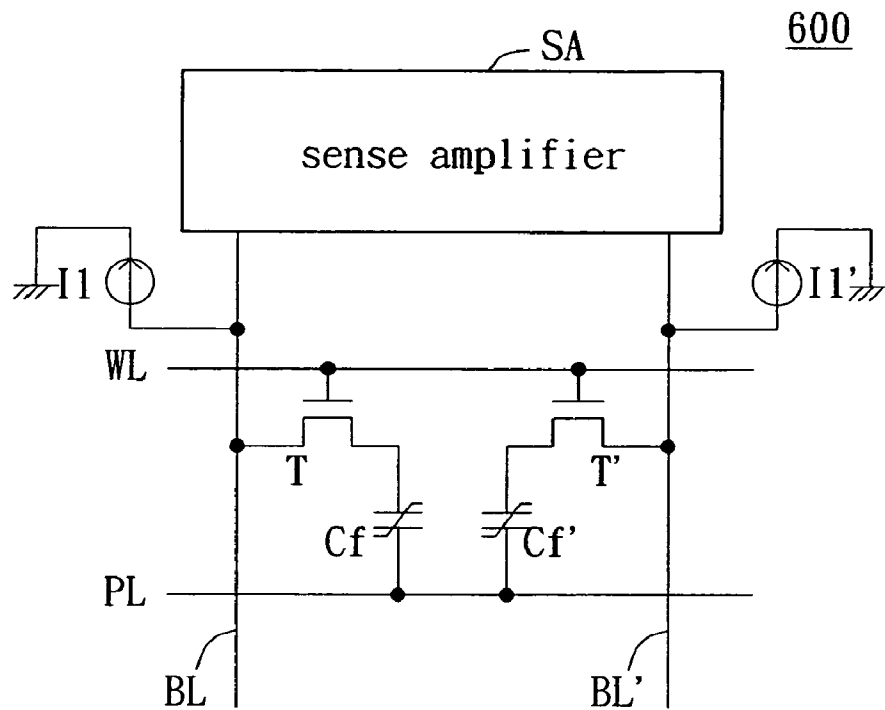 600
SA
sense amplifier
I1
I1'
WL
T
T'
Cf
Cf'
PL
BL
BL'